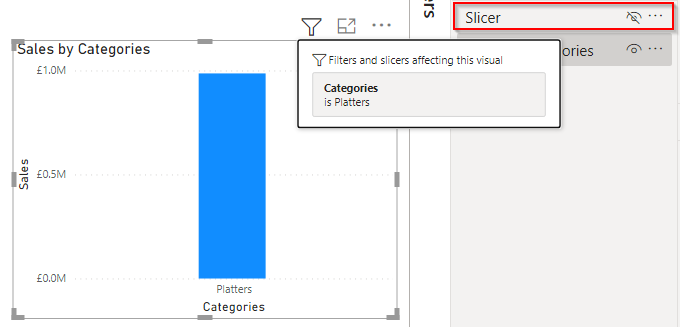 Sales by Categories
£1.0M
£0.5M
£0.0M
Sales
Platters
Categories
Filters and slicers affecting this visual
Categories
is Platters
ers
Slicer
ories